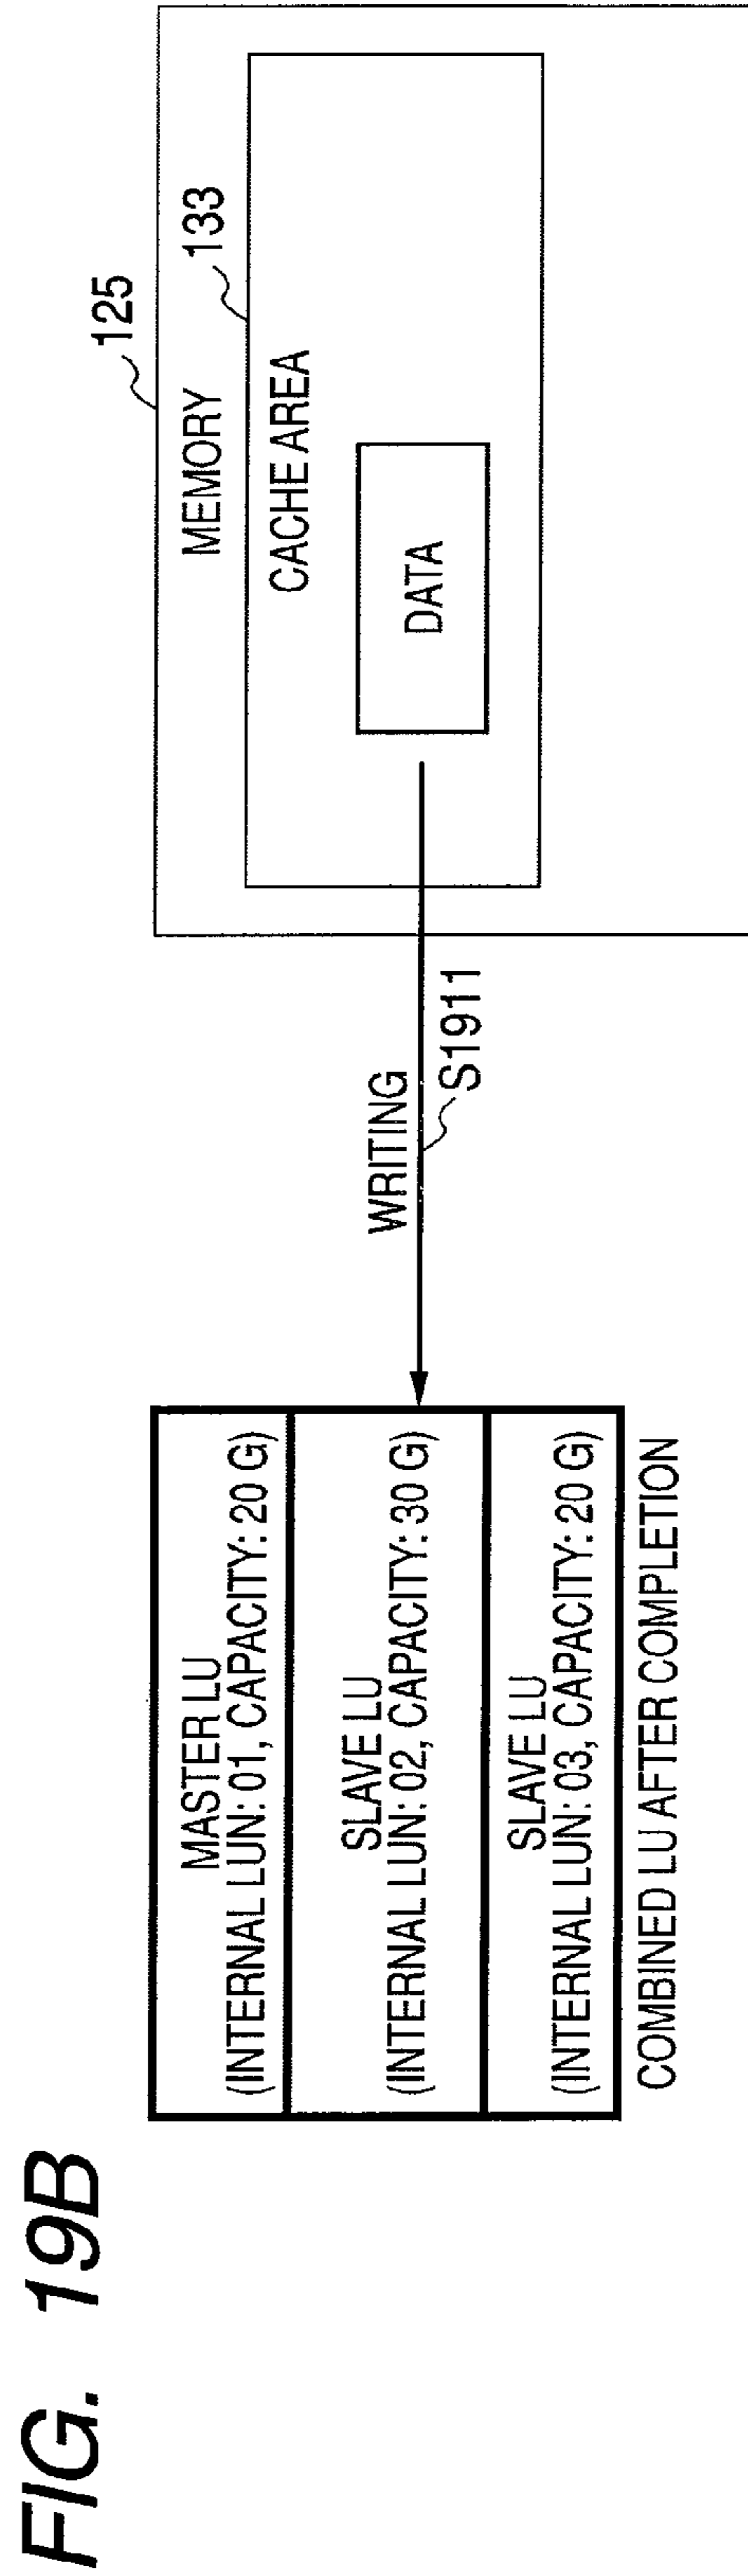 FIG. 19B
MASTER LU
(INTERNAL LUN: 01, CAPACITY: 20 G)
SLAVE LU
(INTERNAL LUN: 02, CAPACITY: 30 G)
SLAVE LU
(INTERNAL LUN: 03, CAPACITY: 20 G)
COMBINED LU AFTER COMPLETION
WRITING
S1911
125
MEMORY
133
CACHE AREA
DATA